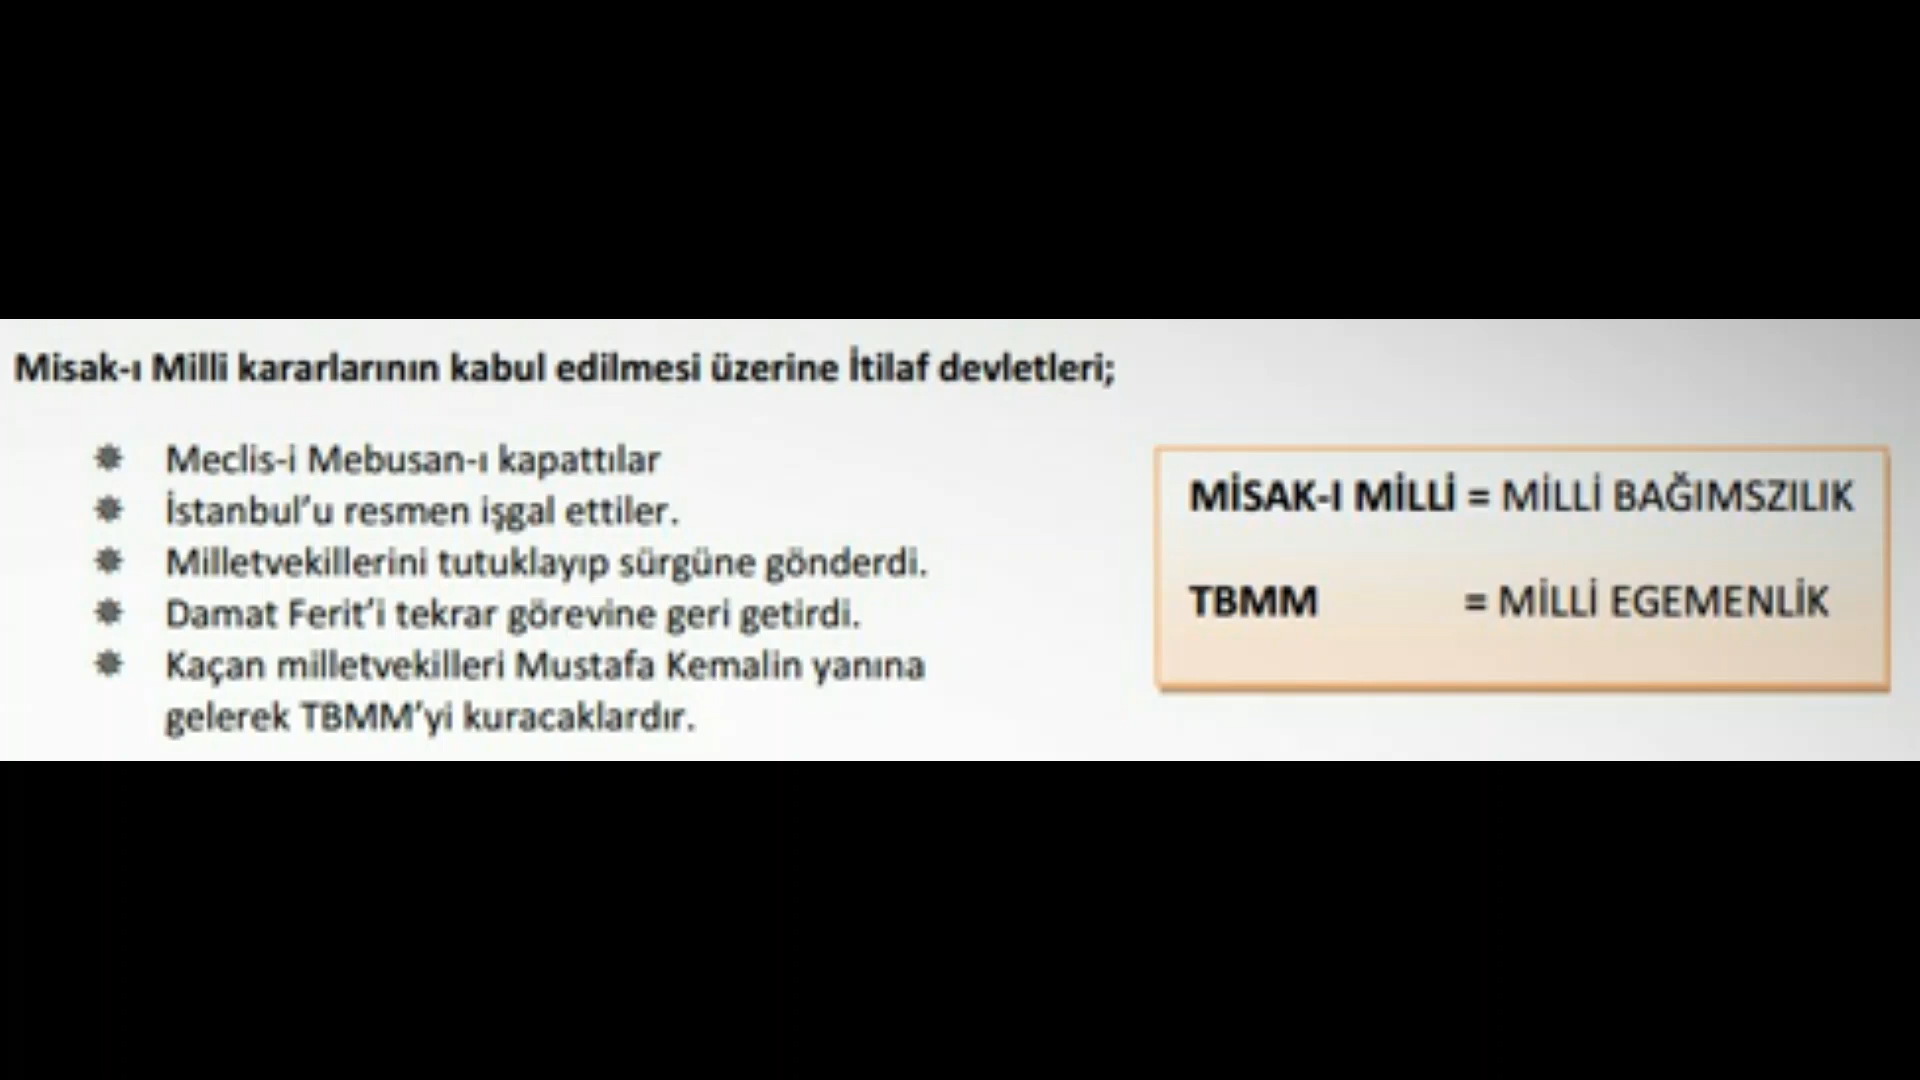 Misak-ı Milli kararlarının kabul edilmesi üzerine İtilaf devletleri;
Meclis-i Mebusan-ı kapattılar
İstanbul’u resmen işgal ettiler.
Milletvekillerini tutuklayıp sürgüne gönderdi.
Damat Ferit’i tekrar görevine geri getirdi.
Kaçan milletvekilleri Mustafa Kemalin yanına
gelerek TBMM’yi kuracaklardır.
MİSAK-I MİLLİ = MİLLİ BAĞIMSZILIK
TBMM = MİLLİ EGEMENLİK